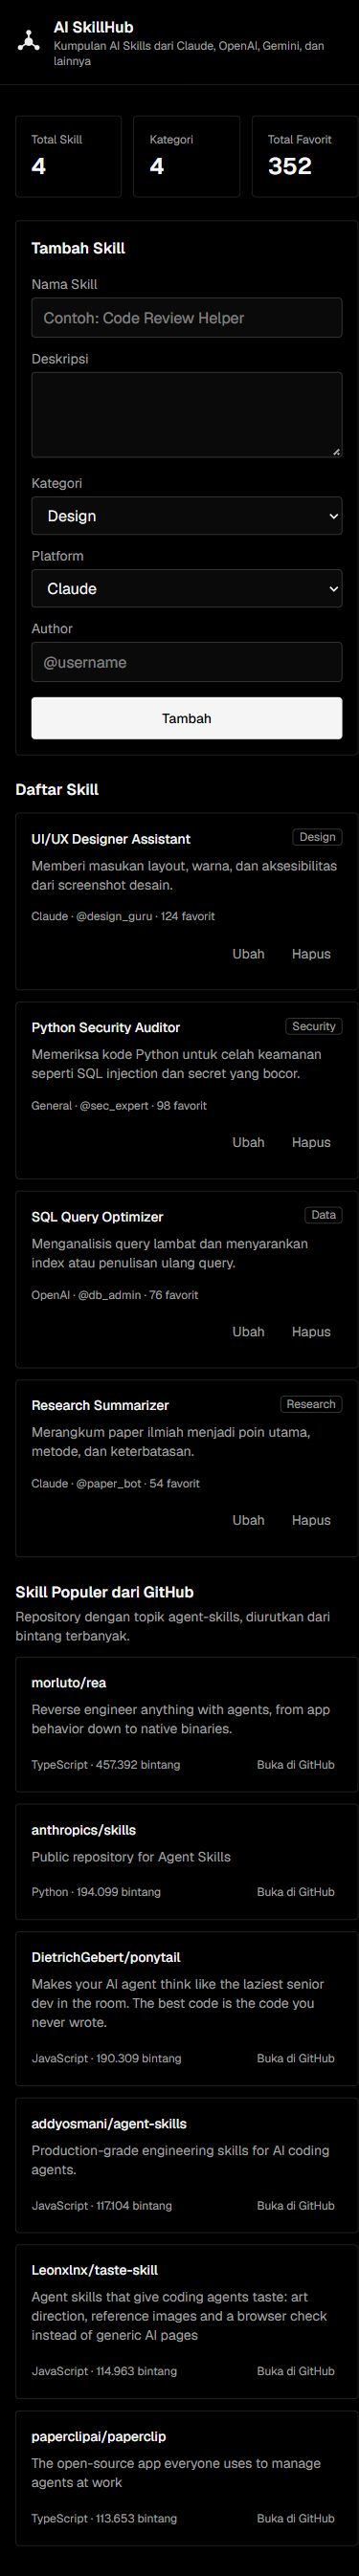 AI SkillHub
Kumpulan AI Skills dari Claude, OpenAI, Gemini, dan
lainnya
Total Skill
4
Kategori
4
Total Favorit
352
Tambah Skill
Nama Skill
Contoh: Code Review Helper
Deskripsi
Kategori
Design
Platform
Claude
Author
@username
Tambah
Daftar Skill
UI/UX Designer Assistant
Design
Memberi masukan layout, warna, dan aksesibilitas
dari screenshot desain.
Claude · @design_guru · 124 favorit
Ubah Hapus
Python Security Auditor
Security
Memeriksa kode Python untuk celah keamanan
seperti SQL injection dan secret yang bocor.
General · @sec_expert · 98 favorit
Ubah Hapus
SQL Query Optimizer
Data
Menganalisis query lambat dan menyarankan
index atau penulisan ulang query.
OpenAI · @db_admin · 76 favorit
Ubah Hapus
Research Summarizer
Research
Merangkum paper ilmiah menjadi poin utama,
metode, dan keterbatasan.
Claude · @paper_bot · 54 favorit
Ubah Hapus
Skill Populer dari GitHub
Repository dengan topik agent-skills, diurutkan dari
bintang terbanyak.
morluto/rea
Reverse engineer anything with agents, from app
behavior down to native binaries.
TypeScript · 457.392 bintang
Buka di GitHub
anthropics/skills
Public repository for Agent Skills
Python · 194.099 bintang
Buka di GitHub
DietrichGebert/ponytail
Makes your AI agent think like the laziest senior
dev in the room. The best code is the code you
never wrote.
JavaScript · 190.309 bintang
Buka di GitHub
addyosmani/agent-skills
Production-grade engineering skills for AI coding
agents.
JavaScript · 117.104 bintang
Buka di GitHub
Leonxlnx/taste-skill
Agent skills that give coding agents taste: art
direction, reference images and a browser check
instead of generic AI pages
JavaScript · 114.963 bintang
Buka di GitHub
paperclipai/paperclip
The open-source app everyone uses to manage
agents at work
TypeScript · 113.653 bintang
Buka di GitHub